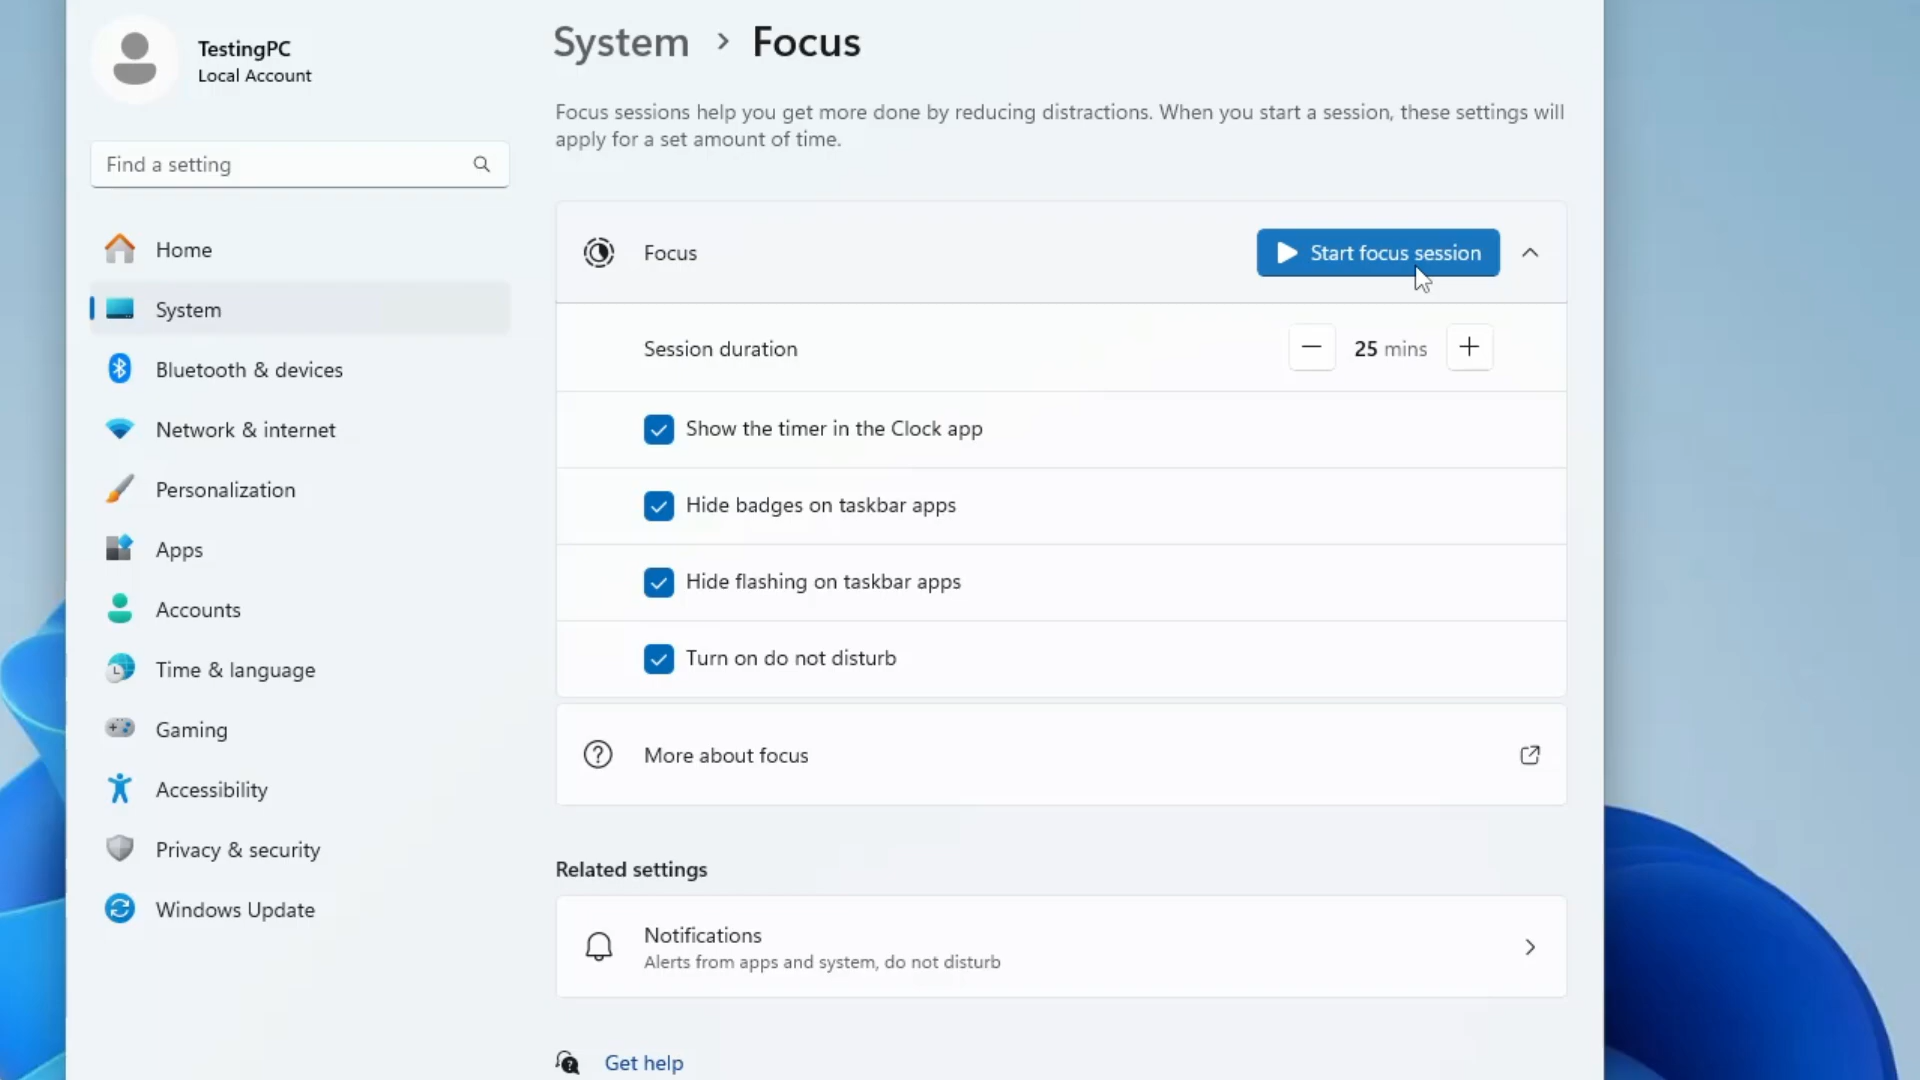 TestingPC
Local Account
Find a setting
Home
System
Bluetooth & devices
Network & internet
Personalization
Apps
Accounts
Time & language
Gaming
Accessibility
Privacy & security
Windows Update
System > Focus
Focus sessions help you get more done by reducing distractions. When you start a session, these settings will
apply for a set amount of time.
Focus
Start focus session
Session duration
25 mins
Show the timer in the Clock app
Hide badges on taskbar apps
Hide flashing on taskbar apps
Turn on do not disturb
More about focus
Related settings
Notifications
Alerts from apps and system, do not disturb
Get help